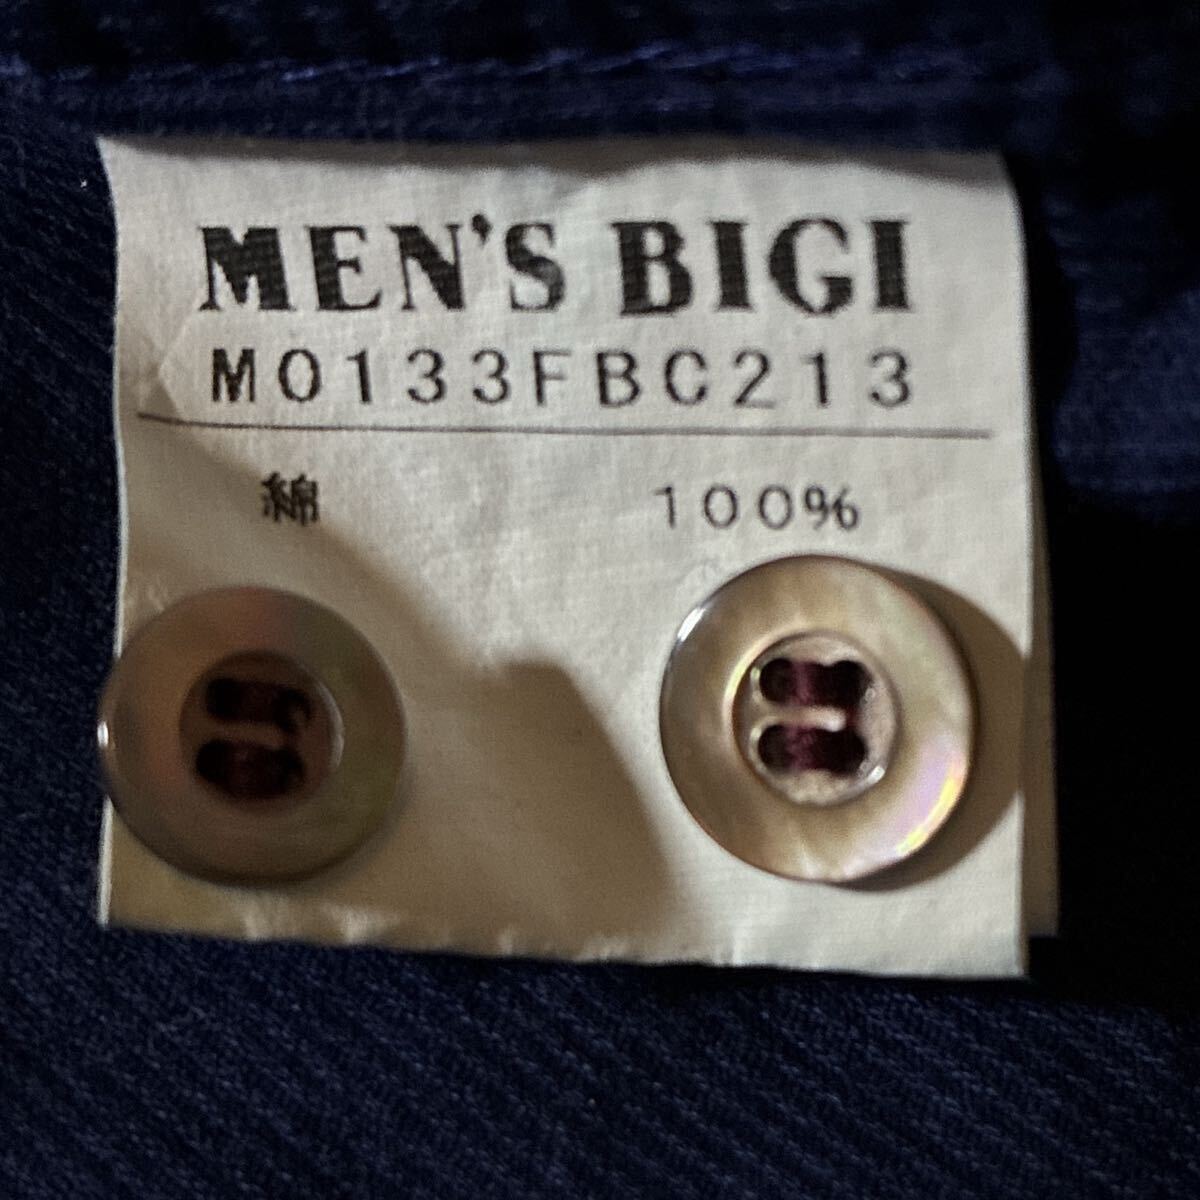 MEN'S BIGI
M0133FBC213
綿 100%